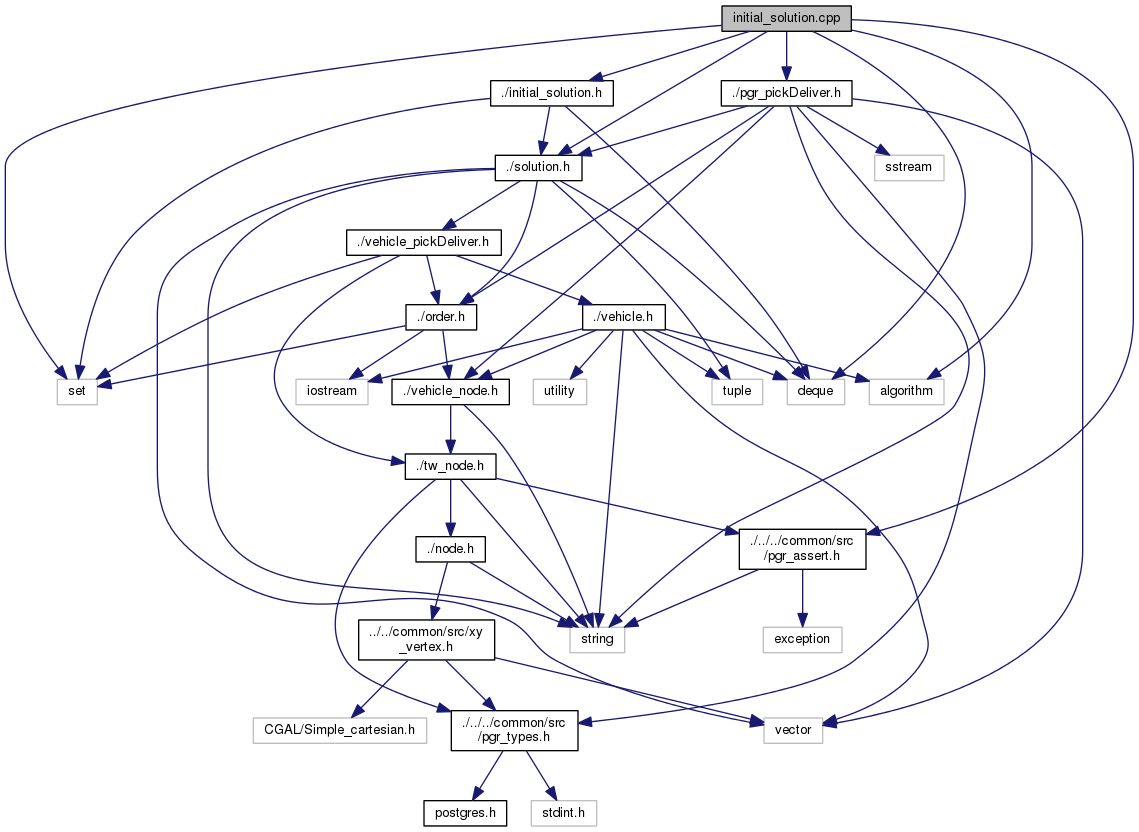 initial_solution.cpp
./initial_solution.h
./pgr_pickDeliver.h
./solution.h
sstream
./vehicle_pickDeliver.h
./order.h
./vehicle.h
set
iostream
./vehicle_node.h
utility
tuple
deque
algorithm
./tw_node.h
./node.h
./../../common/src
/pgr_assert.h
../../common/src/xy
_vertex.h
string
exception
CGAL/Simple_cartesian.h
./../../common/src
/pgr_types.h
vector
postgres.h
stdint.h